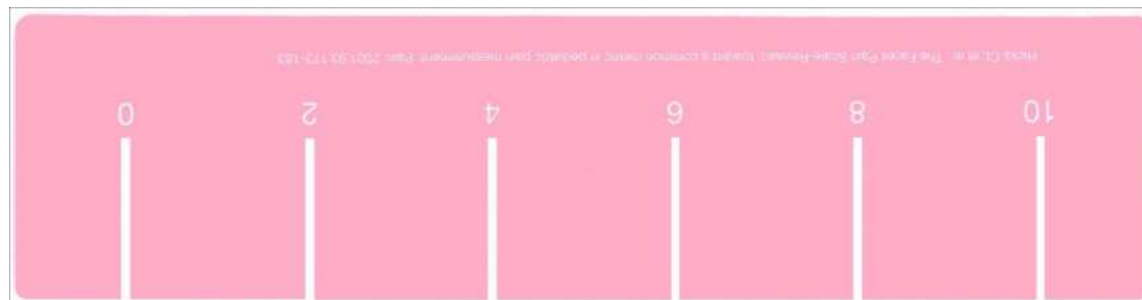 10 8 6 4 2 0
Hicks CL, et al. The Faces Pain Scale-Revised: toward a common metric in pediatric pain measurement. Pain 2001;93:173-183